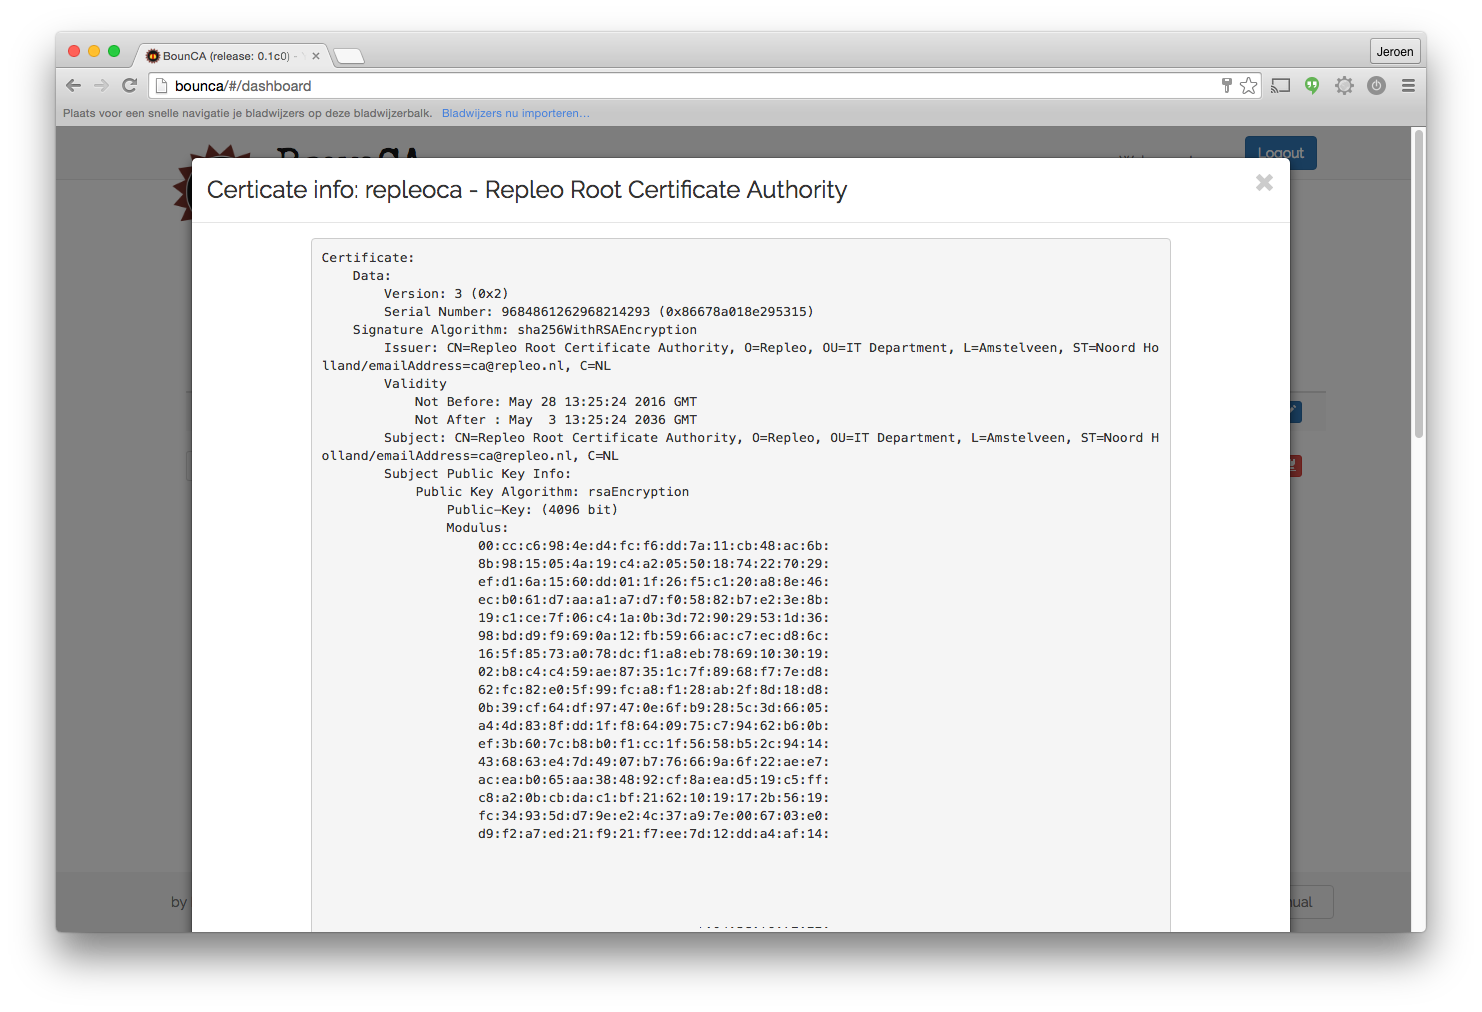 BounCA (release: 0.1c0) -
Jeroen
bounca/#/dashboard
Plaats voor een snelle navigatie je bladwijzers op deze bladwijzerbalk. Bladwijzers nu importeren...
BounCA
Logout
Certicate info: repleoca - Repleo Root Certificate Authority
Certificate:
Data:
Version: 3 (0x2)
Serial Number: 9684861262968214293 (0x86678a018e295315)
Signature Algorithm: sha256WithRSAEncryption
Issuer: CN=Repleo Root Certificate Authority, O=Repleo, OU=IT Department, L=Amstelveen, ST=Noord Ho
lland/emailAddress=ca@repleo.nl, C=NL
Validity
Not Before: May 28 13:25:24 2016 GMT
Not After : May  3 13:25:24 2036 GMT
Subject: CN=Repleo Root Certificate Authority, O=Repleo, OU=IT Department, L=Amstelveen, ST=Noord H
olland/emailAddress=ca@repleo.nl, C=NL
Subject Public Key Info:
Public Key Algorithm: rsaEncryption
Public-Key: (4096 bit)
Modulus:
00:cc:c6:98:4e:d4:fc:f6:dd:7a:11:cb:48:ac:6b:
8b:98:15:05:4a:19:c4:a2:05:50:18:74:22:70:29:
ef:d1:6a:15:60:dd:01:1f:26:f5:c1:20:a8:8e:46:
ec:b0:61:d7:aa:a1:a7:d7:f0:58:82:b7:e2:3e:8b:
19:c1:ce:7f:06:c4:1a:0b:3d:72:90:29:53:1d:36:
98:bd:d9:f9:69:0a:12:fb:59:66:ac:c7:ec:d8:6c:
16:5f:85:73:a0:78:dc:f1:a8:eb:78:69:10:30:19:
02:b8:c4:c4:59:ae:87:35:1c:7f:89:68:f7:7e:d8:
62:fc:82:e0:5f:99:fc:a8:f1:28:ab:2f:8d:18:d8:
0b:39:cf:64:df:97:47:0e:6f:b9:28:5c:3d:66:05:
a4:4d:83:8f:dd:1f:f8:64:09:75:c7:94:62:b6:0b:
ef:3b:60:7c:b8:b0:f1:cc:1f:56:58:b5:2c:94:14:
43:68:63:e4:7d:49:07:b7:76:66:9a:6f:22:ae:e7:
ac:ea:b0:65:aa:38:48:92:cf:8a:ea:d5:19:c5:ff:
c8:a2:0b:cb:da:c1:bf:21:62:10:19:17:2b:56:19:
fc:34:93:5d:d7:9e:e2:4c:37:a9:7e:00:67:03:e0:
d9:f2:a7:ed:21:f9:21:f7:ee:7d:12:dd:a4:af:14:
by
ual